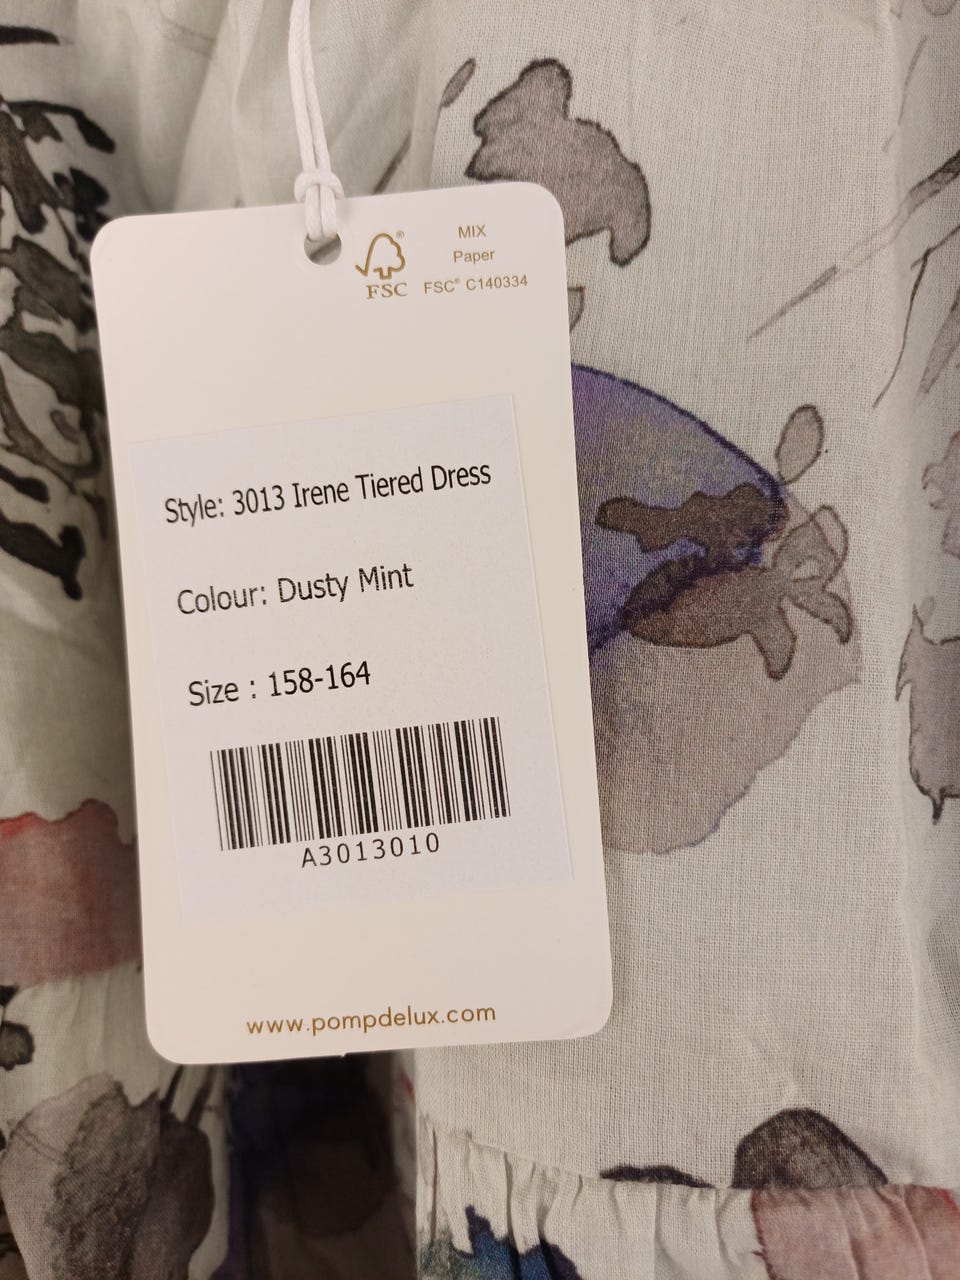 FSC®
MIX
Paper
FSC® C140334
Style: 3013 Irene Tiered Dress
Colour: Dusty Mint
Size : 158-164
A3013010
www.pompdelux.com